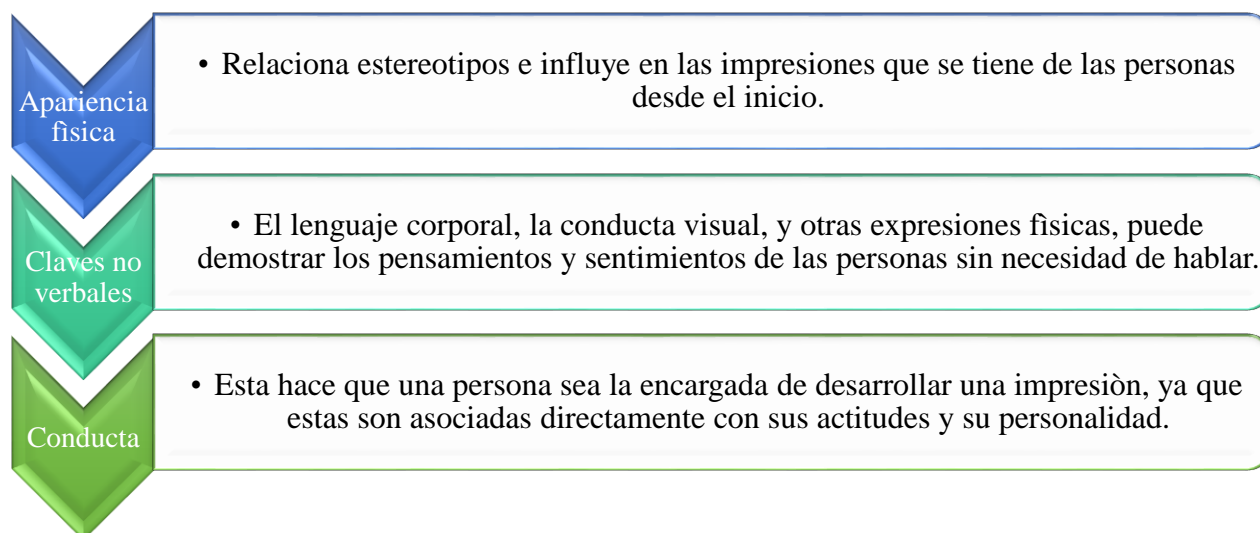 Apariencia
fìsica
• Relaciona estereotipos e influye en las impresiones que se tiene de las personas
desde el inicio.
Claves no
verbales
• El lenguaje corporal, la conducta visual, y otras expresiones fìsicas, puede
demostrar los pensamientos y sentimientos de las personas sin necesidad de hablar.
Conducta
• Esta hace que una persona sea la encargada de desarrollar una impresiòn, ya que
estas son asociadas directamente con sus actitudes y su personalidad.